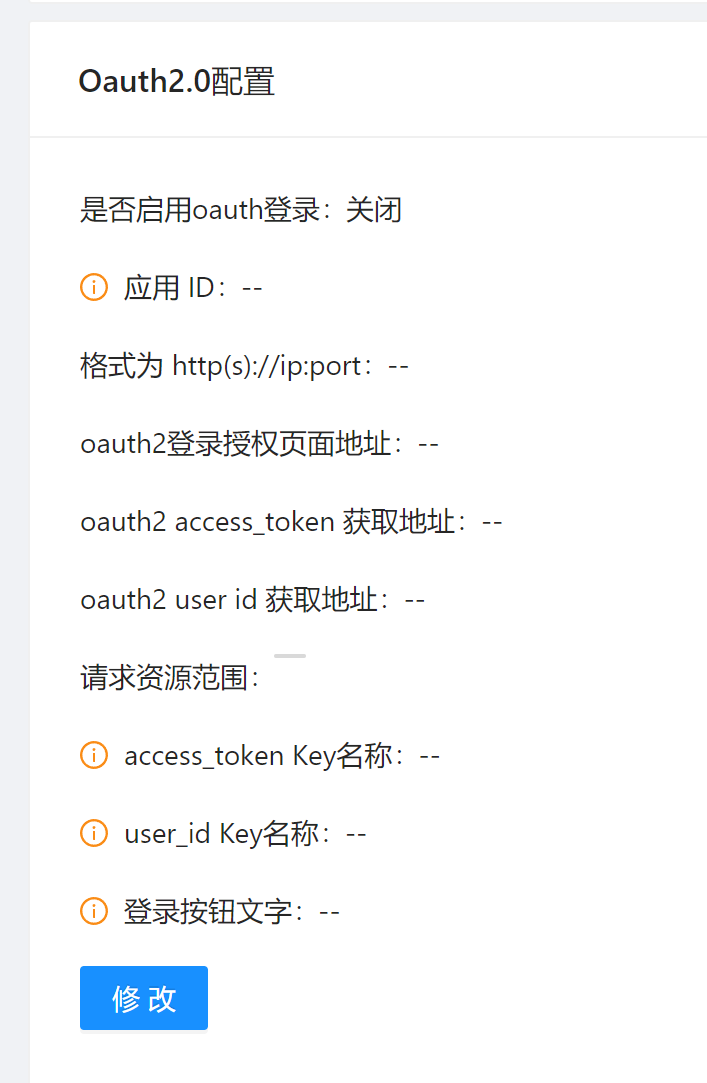 Oauth2.0配置
是否启用oauth登录：关闭
应用 ID：--
格式为 http(s)://ip:port：--
oauth2登录授权页面地址：--
oauth2 access_token 获取地址：--
oauth2 user id 获取地址：--
请求资源范围：
access_token Key名称：--
user_id Key名称：--
登录按钮文字：--
修 改